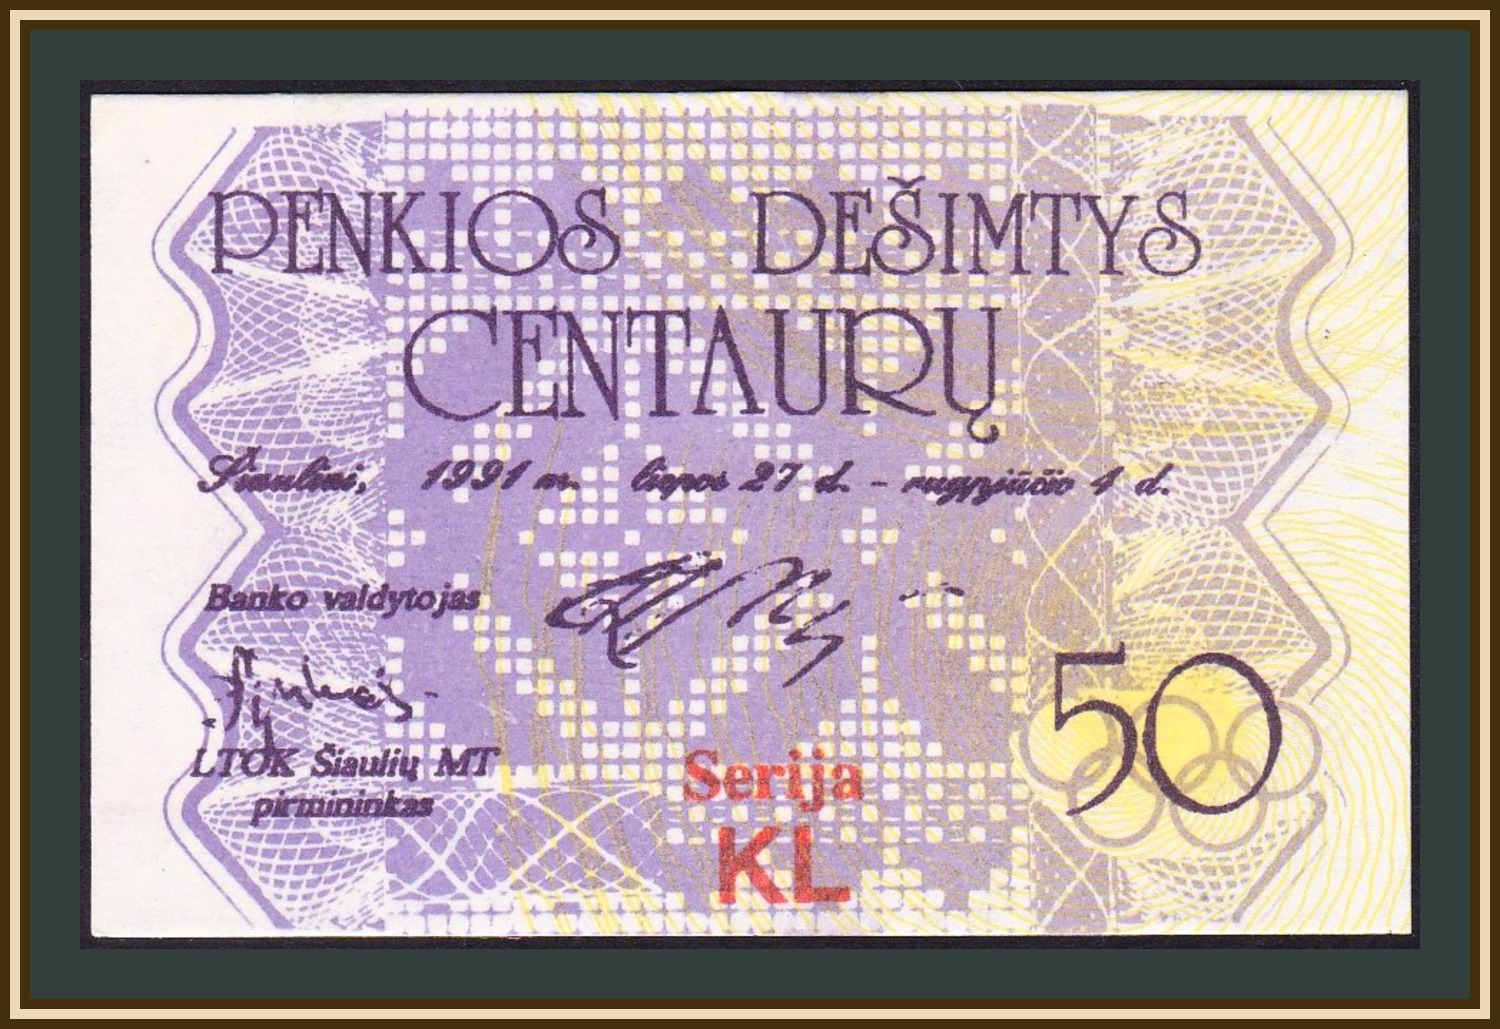 PENKIOS DEŠIMTYS
CENTAURŲ
Šiauliai, 1991 m. liepos 27 d. - rugpjūčio 4 d.
Banko valdytojas
LTOK Šiaulių MT
pirmininkas
Serija
KL
50